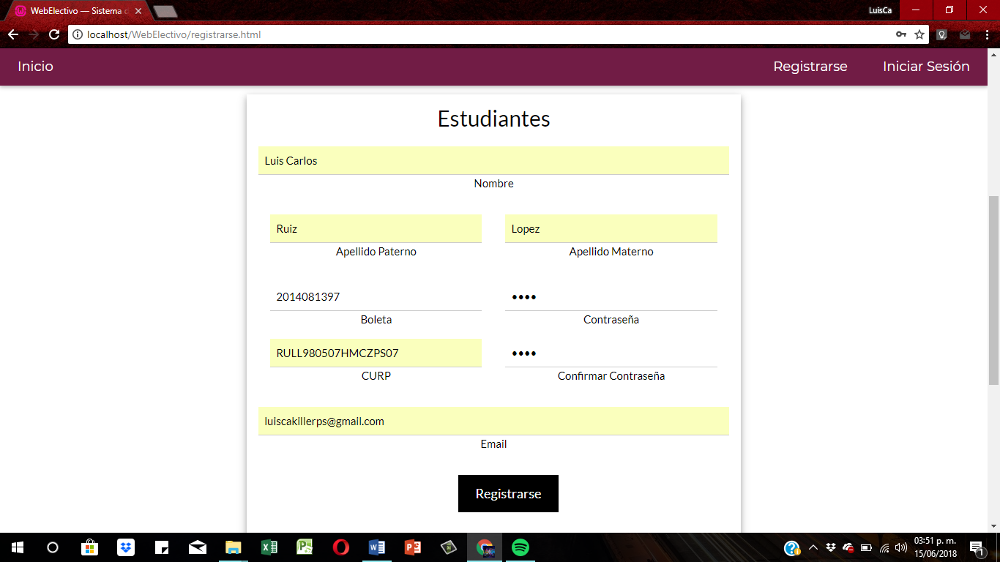 WebElectivo — Sistema d
LuisCa
localhost/WebElectivo/registrarse.html
Inicio
Registrarse
Iniciar Sesión
Estudiantes
Luis Carlos
Nombre
Ruiz
Lopez
Apellido Paterno
Apellido Materno
2014081397
••••
Boleta
Contraseña
RULL980507HMCZPS07
••••
CURP
Confirmar Contraseña
luiscakillerps@gmail.com
Email
Registrarse
03:51 p. m.
15/06/2018
1